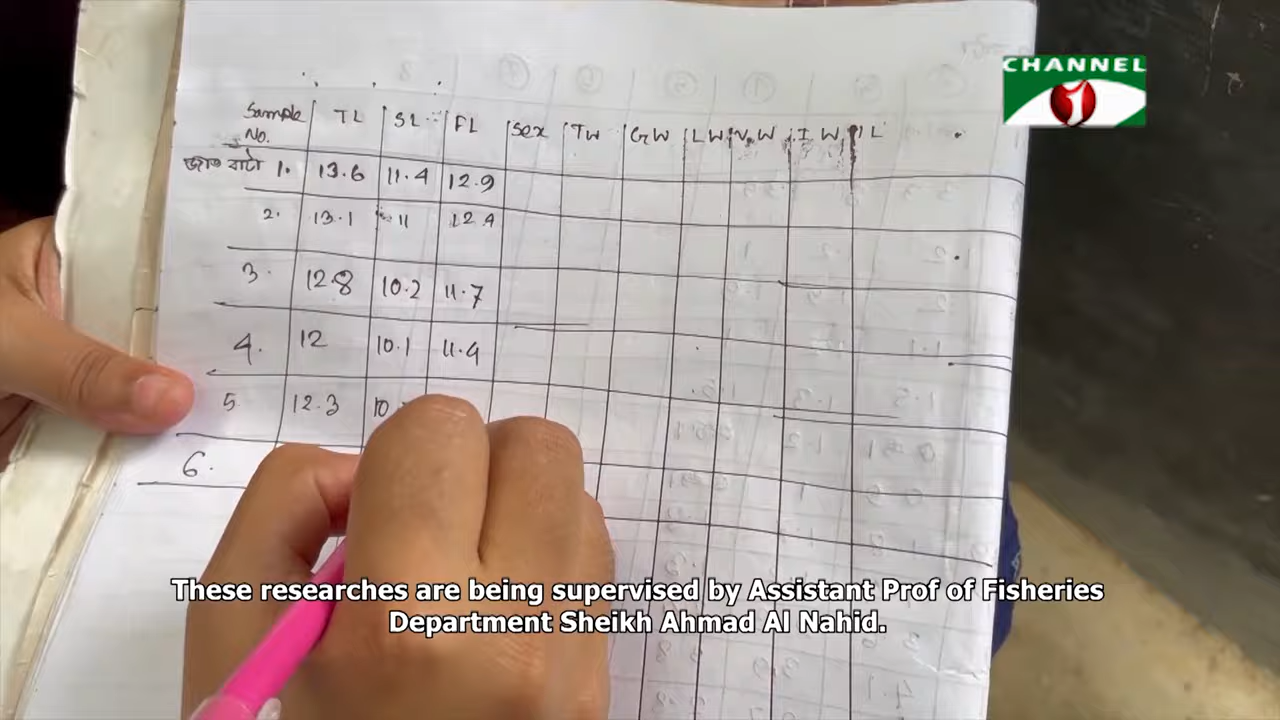 CHANNEL
1
Sample No. TL SL FL Sex TW GW LW V.W I W IL
জাত বাটা 1. 13.6 11.4 12.9
2. 13.1 11 12.4
3. 12.8 10.2 11.7
4. 12 10.1 11.4
5 12.3 10
6.
These researches are being supervised by Assistant Prof of Fisheries
Department Sheikh Ahmad Al Nahid.